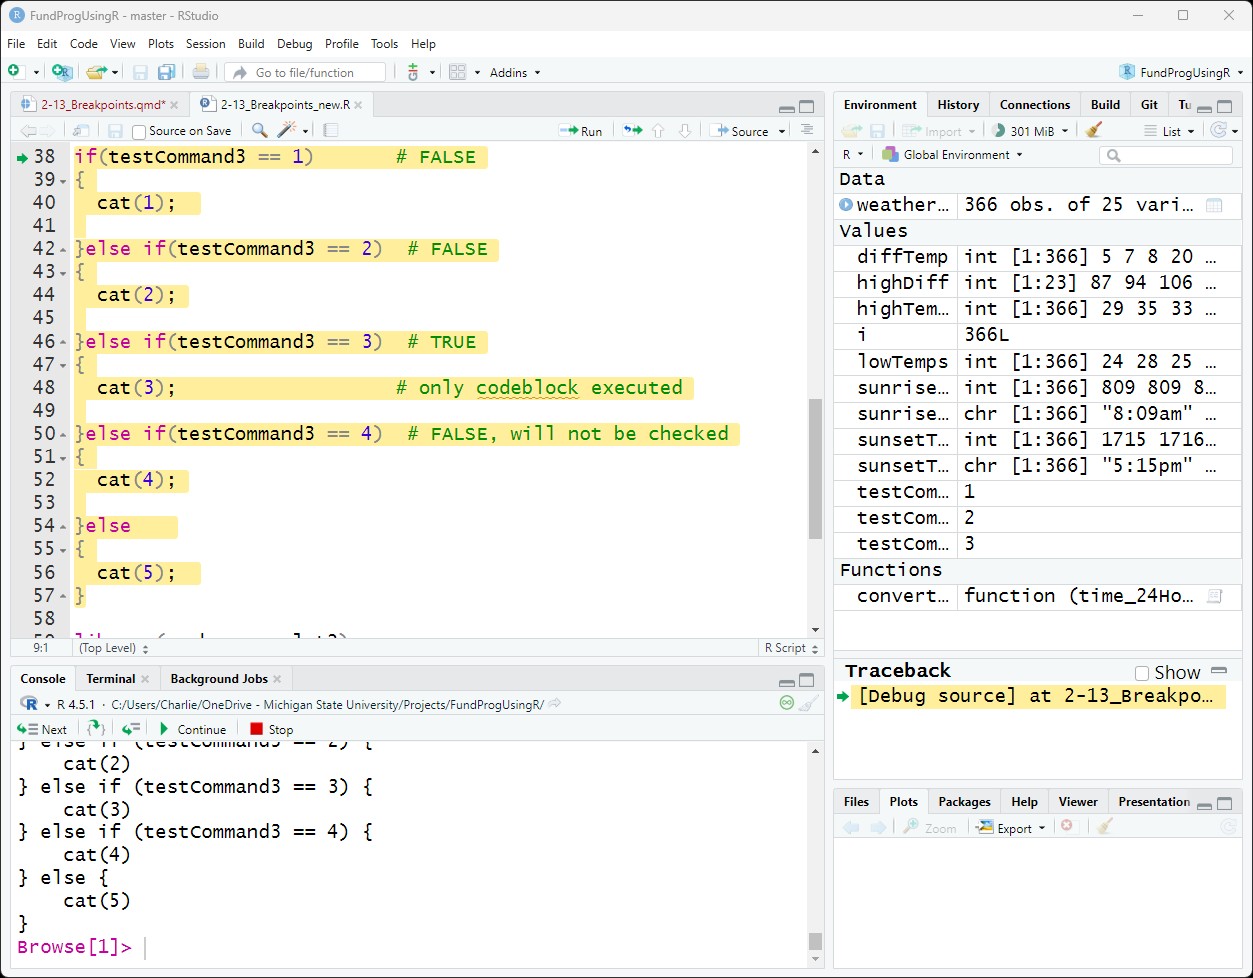 FundProgUsingR - master - RStudio
File Edit Code View Plots Session Build Debug Profile Tools Help
Go to file/function Addins FundProgUsingR
2-13_Breakpoints.qmd* 2-13_Breakpoints_new.R
Source on Save Run Source
38 if(testCommand3 == 1) # FALSE
39 {
40 cat(1);
41
42 }else if(testCommand3 == 2) # FALSE
43 {
44 cat(2);
45
46 }else if(testCommand3 == 3) # TRUE
47 {
48 cat(3); # only codeblock executed
49
50 }else if(testCommand3 == 4) # FALSE, will not be checked
51 {
52 cat(4);
53
54 }else
55 {
56 cat(5);
57 }
58
9:1 (Top Level) R Script
Console Terminal Background Jobs
R 4.5.1 · C:/Users/Charlie/OneDrive - Michigan State University/Projects/FundProgUsingR/
Next Continue Stop
} else if (testCommand3 == 2) {
cat(2)
} else if (testCommand3 == 3) {
cat(3)
} else if (testCommand3 == 4) {
cat(4)
} else {
cat(5)
}
Browse[1]>
Environment History Connections Build Git Tu
Import 301 MiB List
R Global Environment
Data
weather… 366 obs. of 25 vari…
Values
diffTemp int [1:366] 5 7 8 20 …
highDiff int [1:23] 87 94 106 …
highTem… int [1:366] 29 35 33 …
i 366L
lowTemps int [1:366] 24 28 25 …
sunrise… int [1:366] 809 809 8…
sunrise… chr [1:366] "8:09am" …
sunsetT… int [1:366] 1715 1716…
sunsetT… chr [1:366] "5:15pm" …
testCom… 1
testCom… 2
testCom… 3
Functions
convert… function (time_24Ho…
Traceback Show
[Debug source] at 2-13_Breakpo…
Files Plots Packages Help Viewer Presentation
Zoom Export